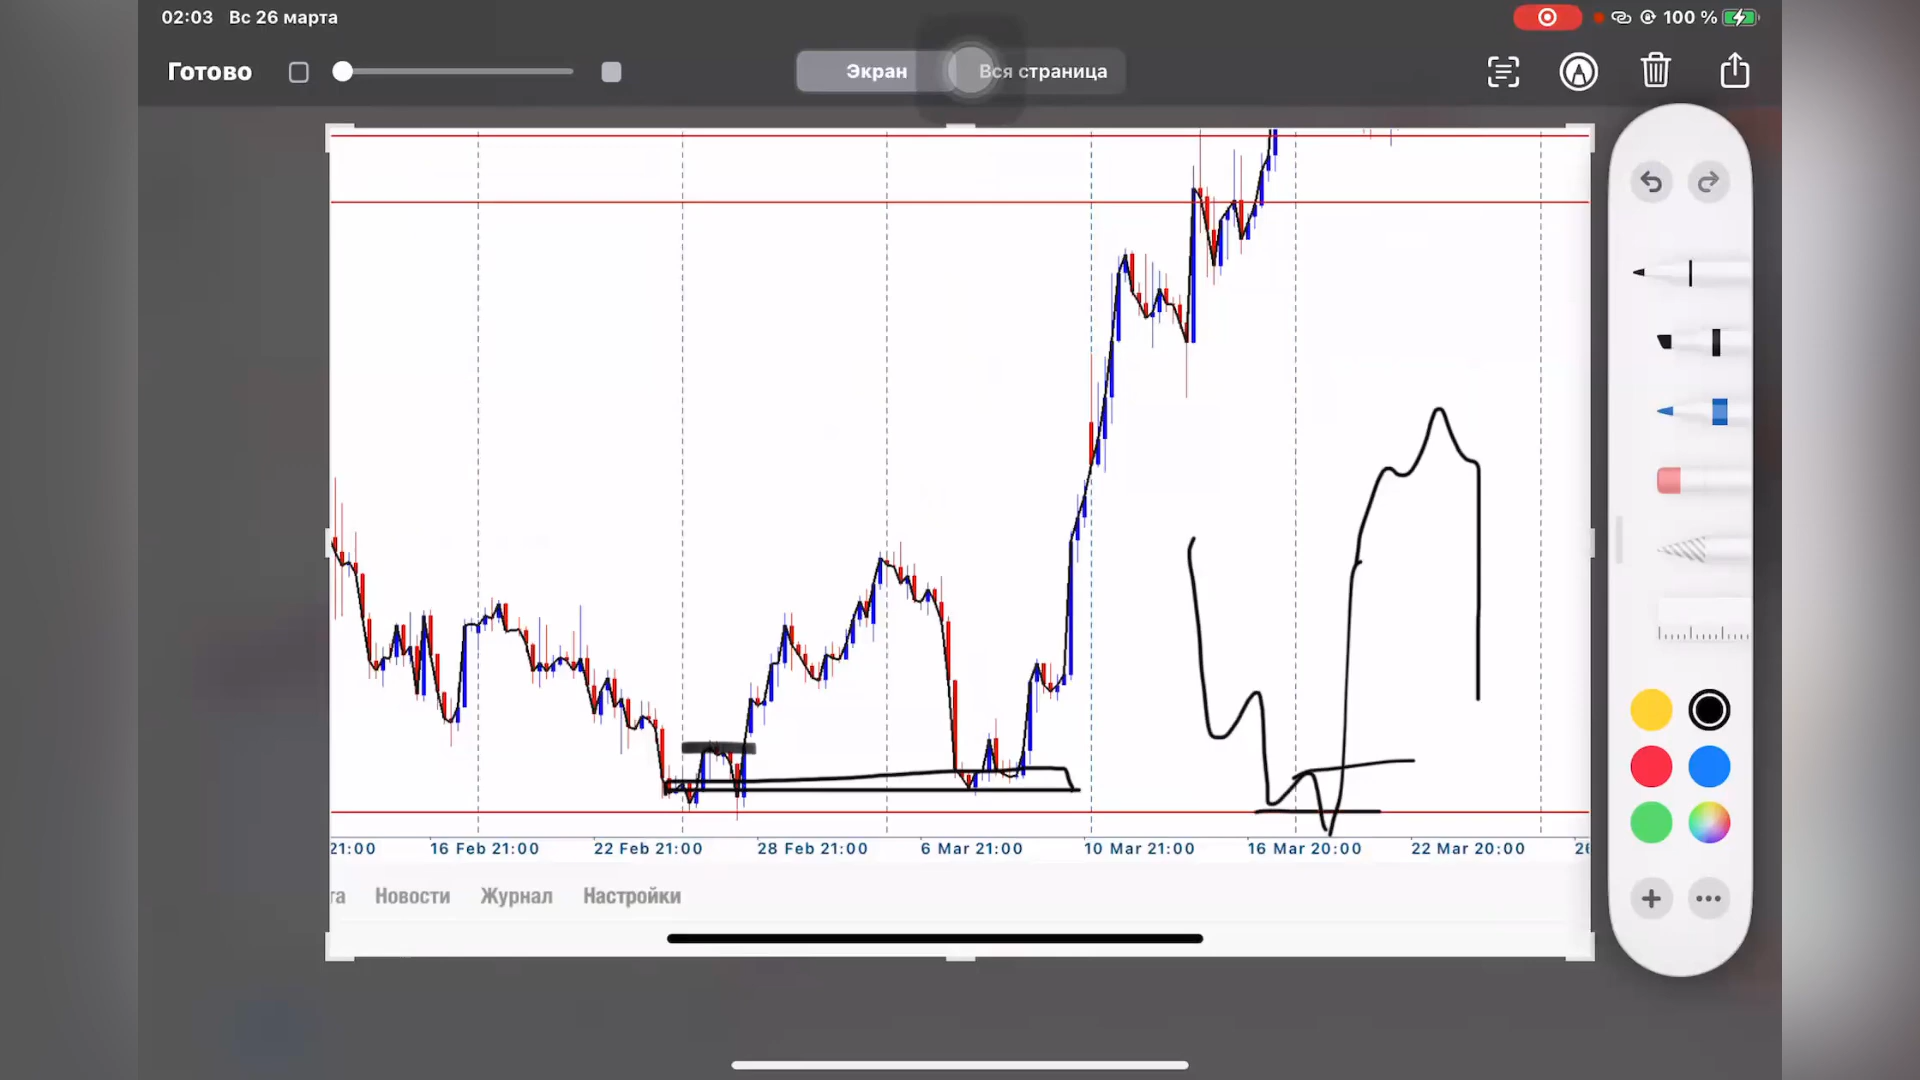 02:03 Вс 26 марта
100 %
Готово
Экран
Вся страница
21:00 16 Feb 21:00 22 Feb 21:00 28 Feb 21:00 6 Mar 21:00 10 Mar 21:00 16 Mar 20:00 22 Mar 20:00
Новости Журнал Настройки